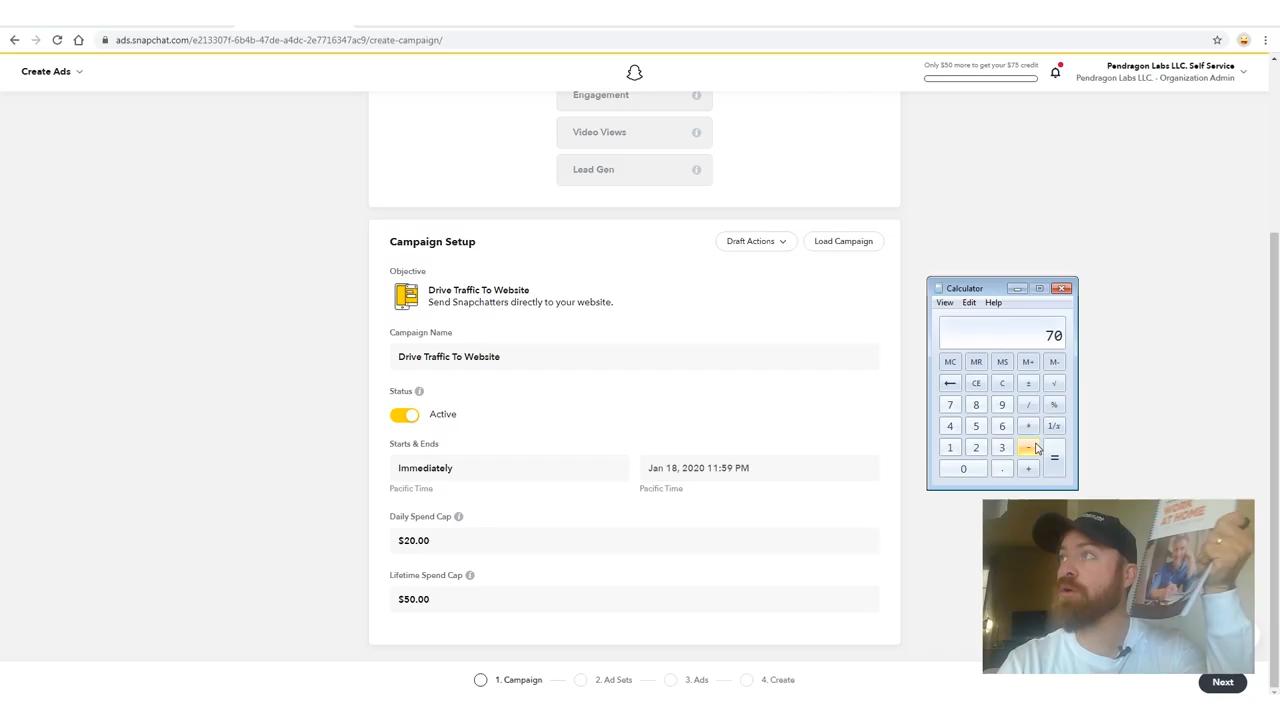 ads.snapchat.com/e213307f-6b4b-47de-a4dc-2e7716347ac9/create-campaign/
Create Ads
Only $50 more to get your $75 credit
Pendragon Labs LLC. Self Service
Pendragon Labs LLC. - Organization Admin
Engagement
Video Views
Lead Gen
Campaign Setup
Draft Actions
Load Campaign
Objective
Drive Traffic To Website
Send Snapchatters directly to your website.
Campaign Name
Drive Traffic To Website
Status
Active
Starts & Ends
Immediately
Jan 18, 2020 11:59 PM
Pacific Time
Pacific Time
Daily Spend Cap
$20.00
Lifetime Spend Cap
$50.00
Calculator
View Edit Help
70
MC MR MS M+ M-
← CE C ± √
7 8 9 / %
4 5 6 * 1/x
1 2 3 - =
0 . +
WORK
AT HOME
1. Campaign
2. Ad Sets
3. Ads
4. Create
Next